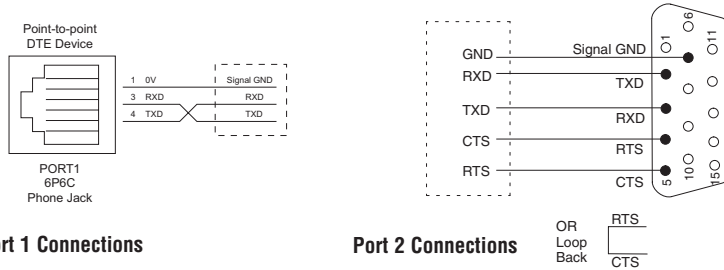 Point-to-point
DTE Device
1 0V Signal GND
3 RXD RXD
4 TXD TXD
PORT1
6P6C
Phone Jack
rt 1 Connections
GND Signal GND
RXD TXD
TXD RXD
CTS RTS
RTS CTS
1
6
11
5
10
15
Port 2 Connections
OR
Loop
Back
RTS
CTS